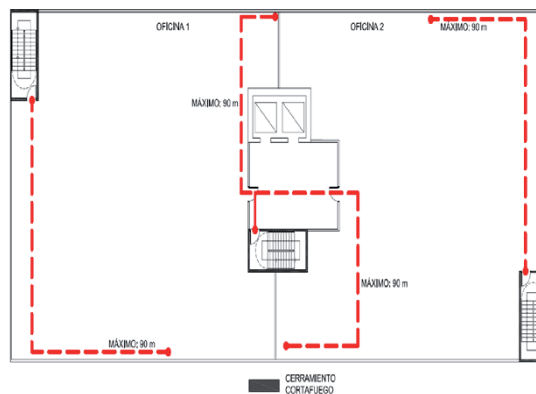 OFICINA 1
OFICINA 2
MÁXIMO: 90 m
MÁXIMO: 90 m
MÁXIMO: 90 m
MÁXIMO: 90 m
CERRAMIENTO
CORTAFUEGO